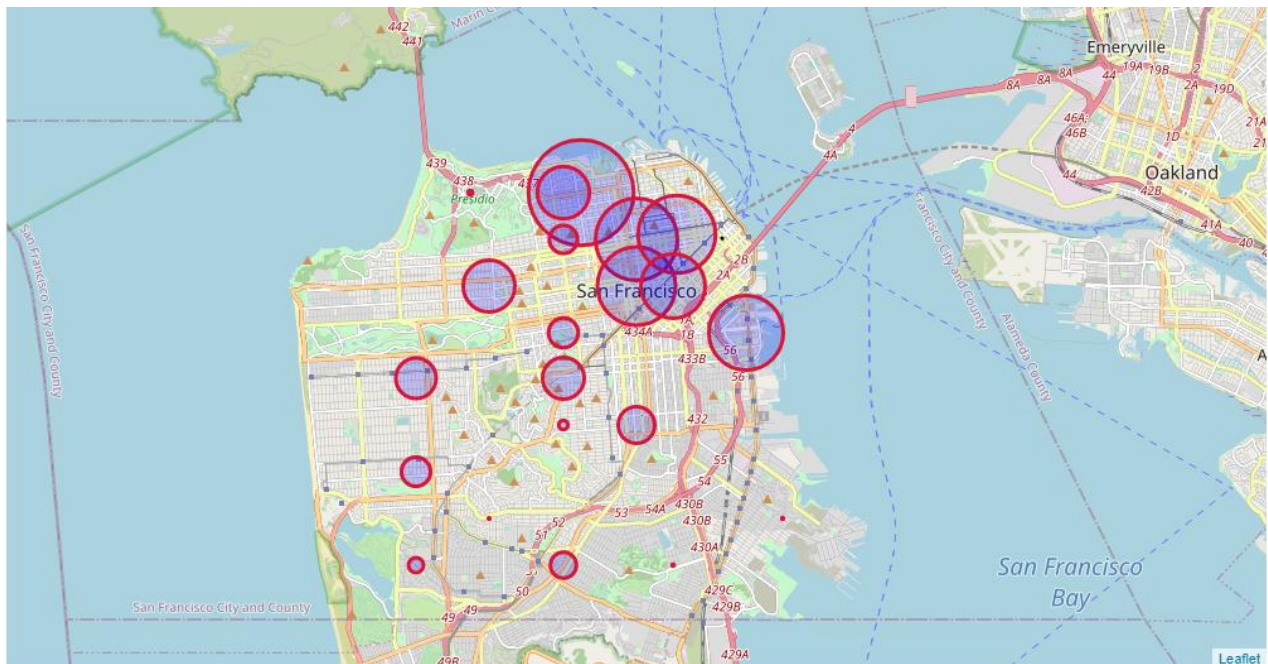 442
441
Marin C
Emeryville
19A
19B
2
2A
19D
8A
8A
8A
44
46A;
46B
21A
1D
4
4A
439
438
437
Presidio
Oakland
44
42B
41A
40
San Francisco City and County
Francisco City and County
Alameda County
2B
2A
San Francisco
1A
1B
434A
433B
56
56
432
55
54
54A
53
52
51
50
49
49
49B
430B
430B
430A
429C
429B
429A
A
San Francisco
Bay
San Francisco City and County
Leaflet